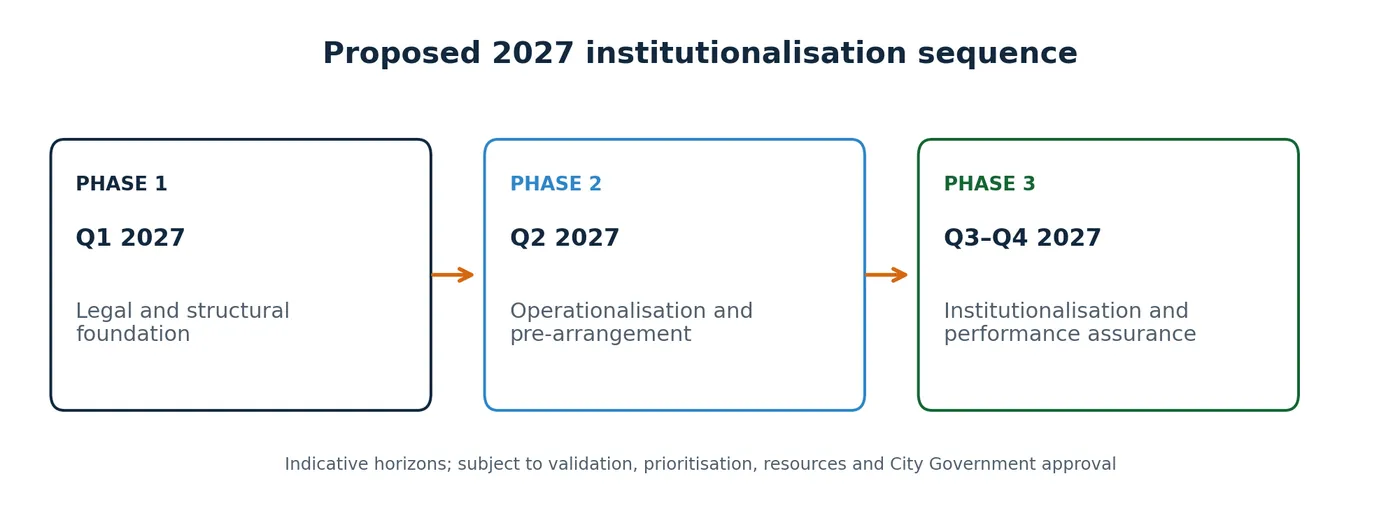 Proposed 2027 institutionalisation sequence
PHASE 1
Q1 2027
Legal and structural
foundation
PHASE 2
Q2 2027
Operationalisation and
pre-arrangement
PHASE 3
Q3–Q4 2027
Institutionalisation and
performance assurance
Indicative horizons; subject to validation, prioritisation, resources and City Government approval